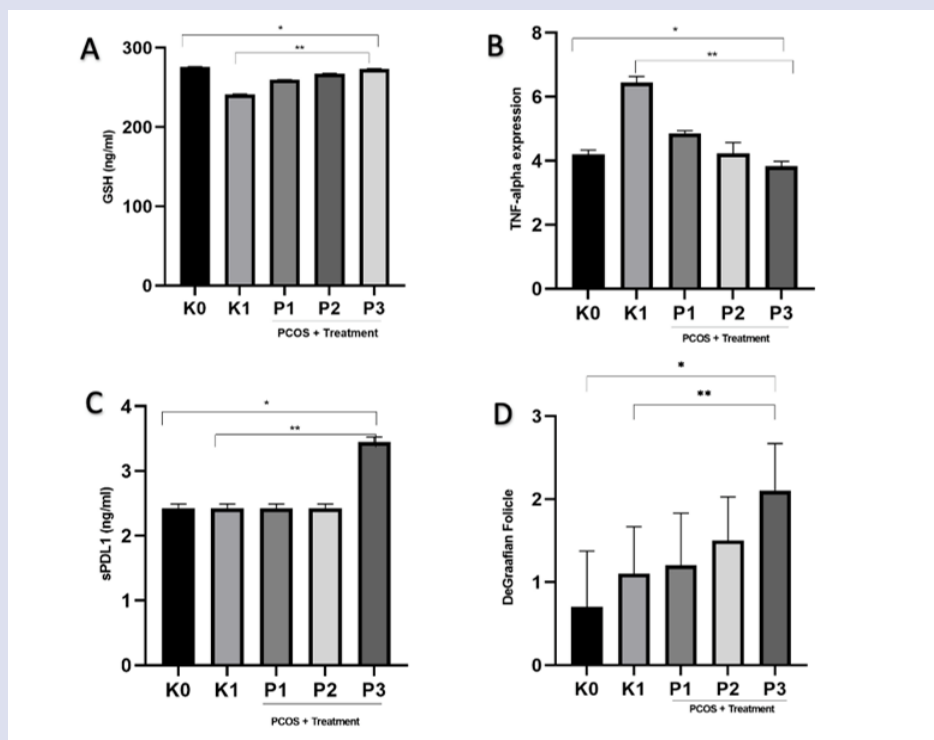 A
*
**
300
200
100
0
GSH (ng/ml)
K0 K1 P1 P2 P3
PCOS + Treatment
B
*
**
8
6
4
2
0
TNF-alpha expression
K0 K1 P1 P2 P3
PCOS + Treatment
C
*
**
4
3
2
1
0
sPDL1 (ng/ml)
K0 K1 P1 P2 P3
PCOS + Treatment
D
*
**
3
2
1
0
DeGraafian Follicle
K0 K1 P1 P2 P3
PCOS + Treatment